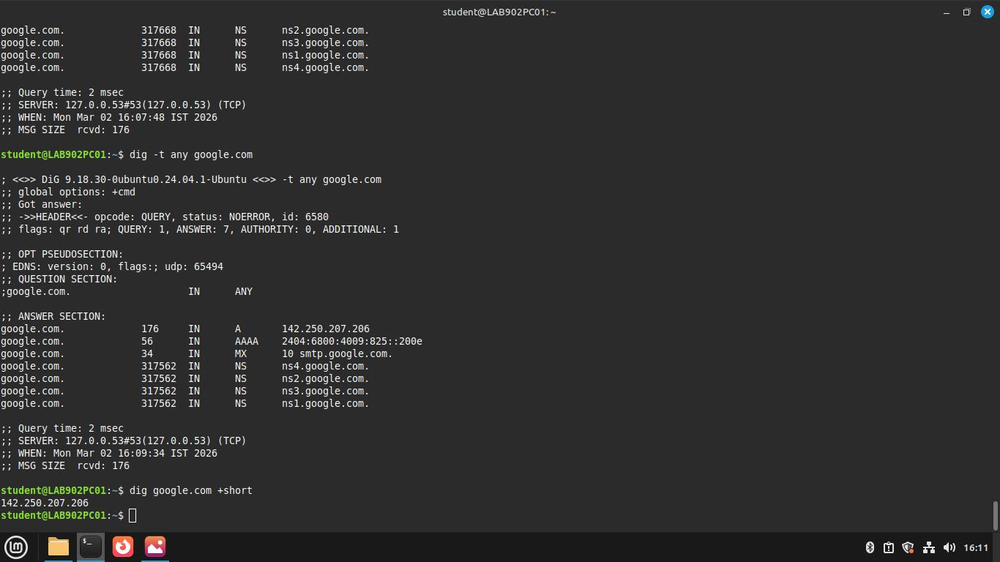 student@LAB902PC01: ~
google.com. 317668 IN NS ns2.google.com.
google.com. 317668 IN NS ns3.google.com.
google.com. 317668 IN NS ns1.google.com.
google.com. 317668 IN NS ns4.google.com.
;; Query time: 2 msec
;; SERVER: 127.0.0.53#53(127.0.0.53) (TCP)
;; WHEN: Mon Mar 02 16:07:48 IST 2026
;; MSG SIZE  rcvd: 176
student@LAB902PC01:~$ dig -t any google.com
; <<>> DiG 9.18.30-0ubuntu0.24.04.1-Ubuntu <<>> -t any google.com
;; global options: +cmd
;; Got answer:
;; ->>HEADER<<- opcode: QUERY, status: NOERROR, id: 6580
;; flags: qr rd ra; QUERY: 1, ANSWER: 7, AUTHORITY: 0, ADDITIONAL: 1
;; OPT PSEUDOSECTION:
; EDNS: version: 0, flags:; udp: 65494
;; QUESTION SECTION:
;google.com. IN ANY
;; ANSWER SECTION:
google.com. 176 IN A 142.250.207.206
google.com. 56 IN AAAA 2404:6800:4009:825::200e
google.com. 34 IN MX 10 smtp.google.com.
google.com. 317562 IN NS ns4.google.com.
google.com. 317562 IN NS ns2.google.com.
google.com. 317562 IN NS ns3.google.com.
google.com. 317562 IN NS ns1.google.com.
;; Query time: 2 msec
;; SERVER: 127.0.0.53#53(127.0.0.53) (TCP)
;; WHEN: Mon Mar 02 16:09:34 IST 2026
;; MSG SIZE  rcvd: 176
student@LAB902PC01:~$ dig google.com +short
142.250.207.206
student@LAB902PC01:~$
16:11